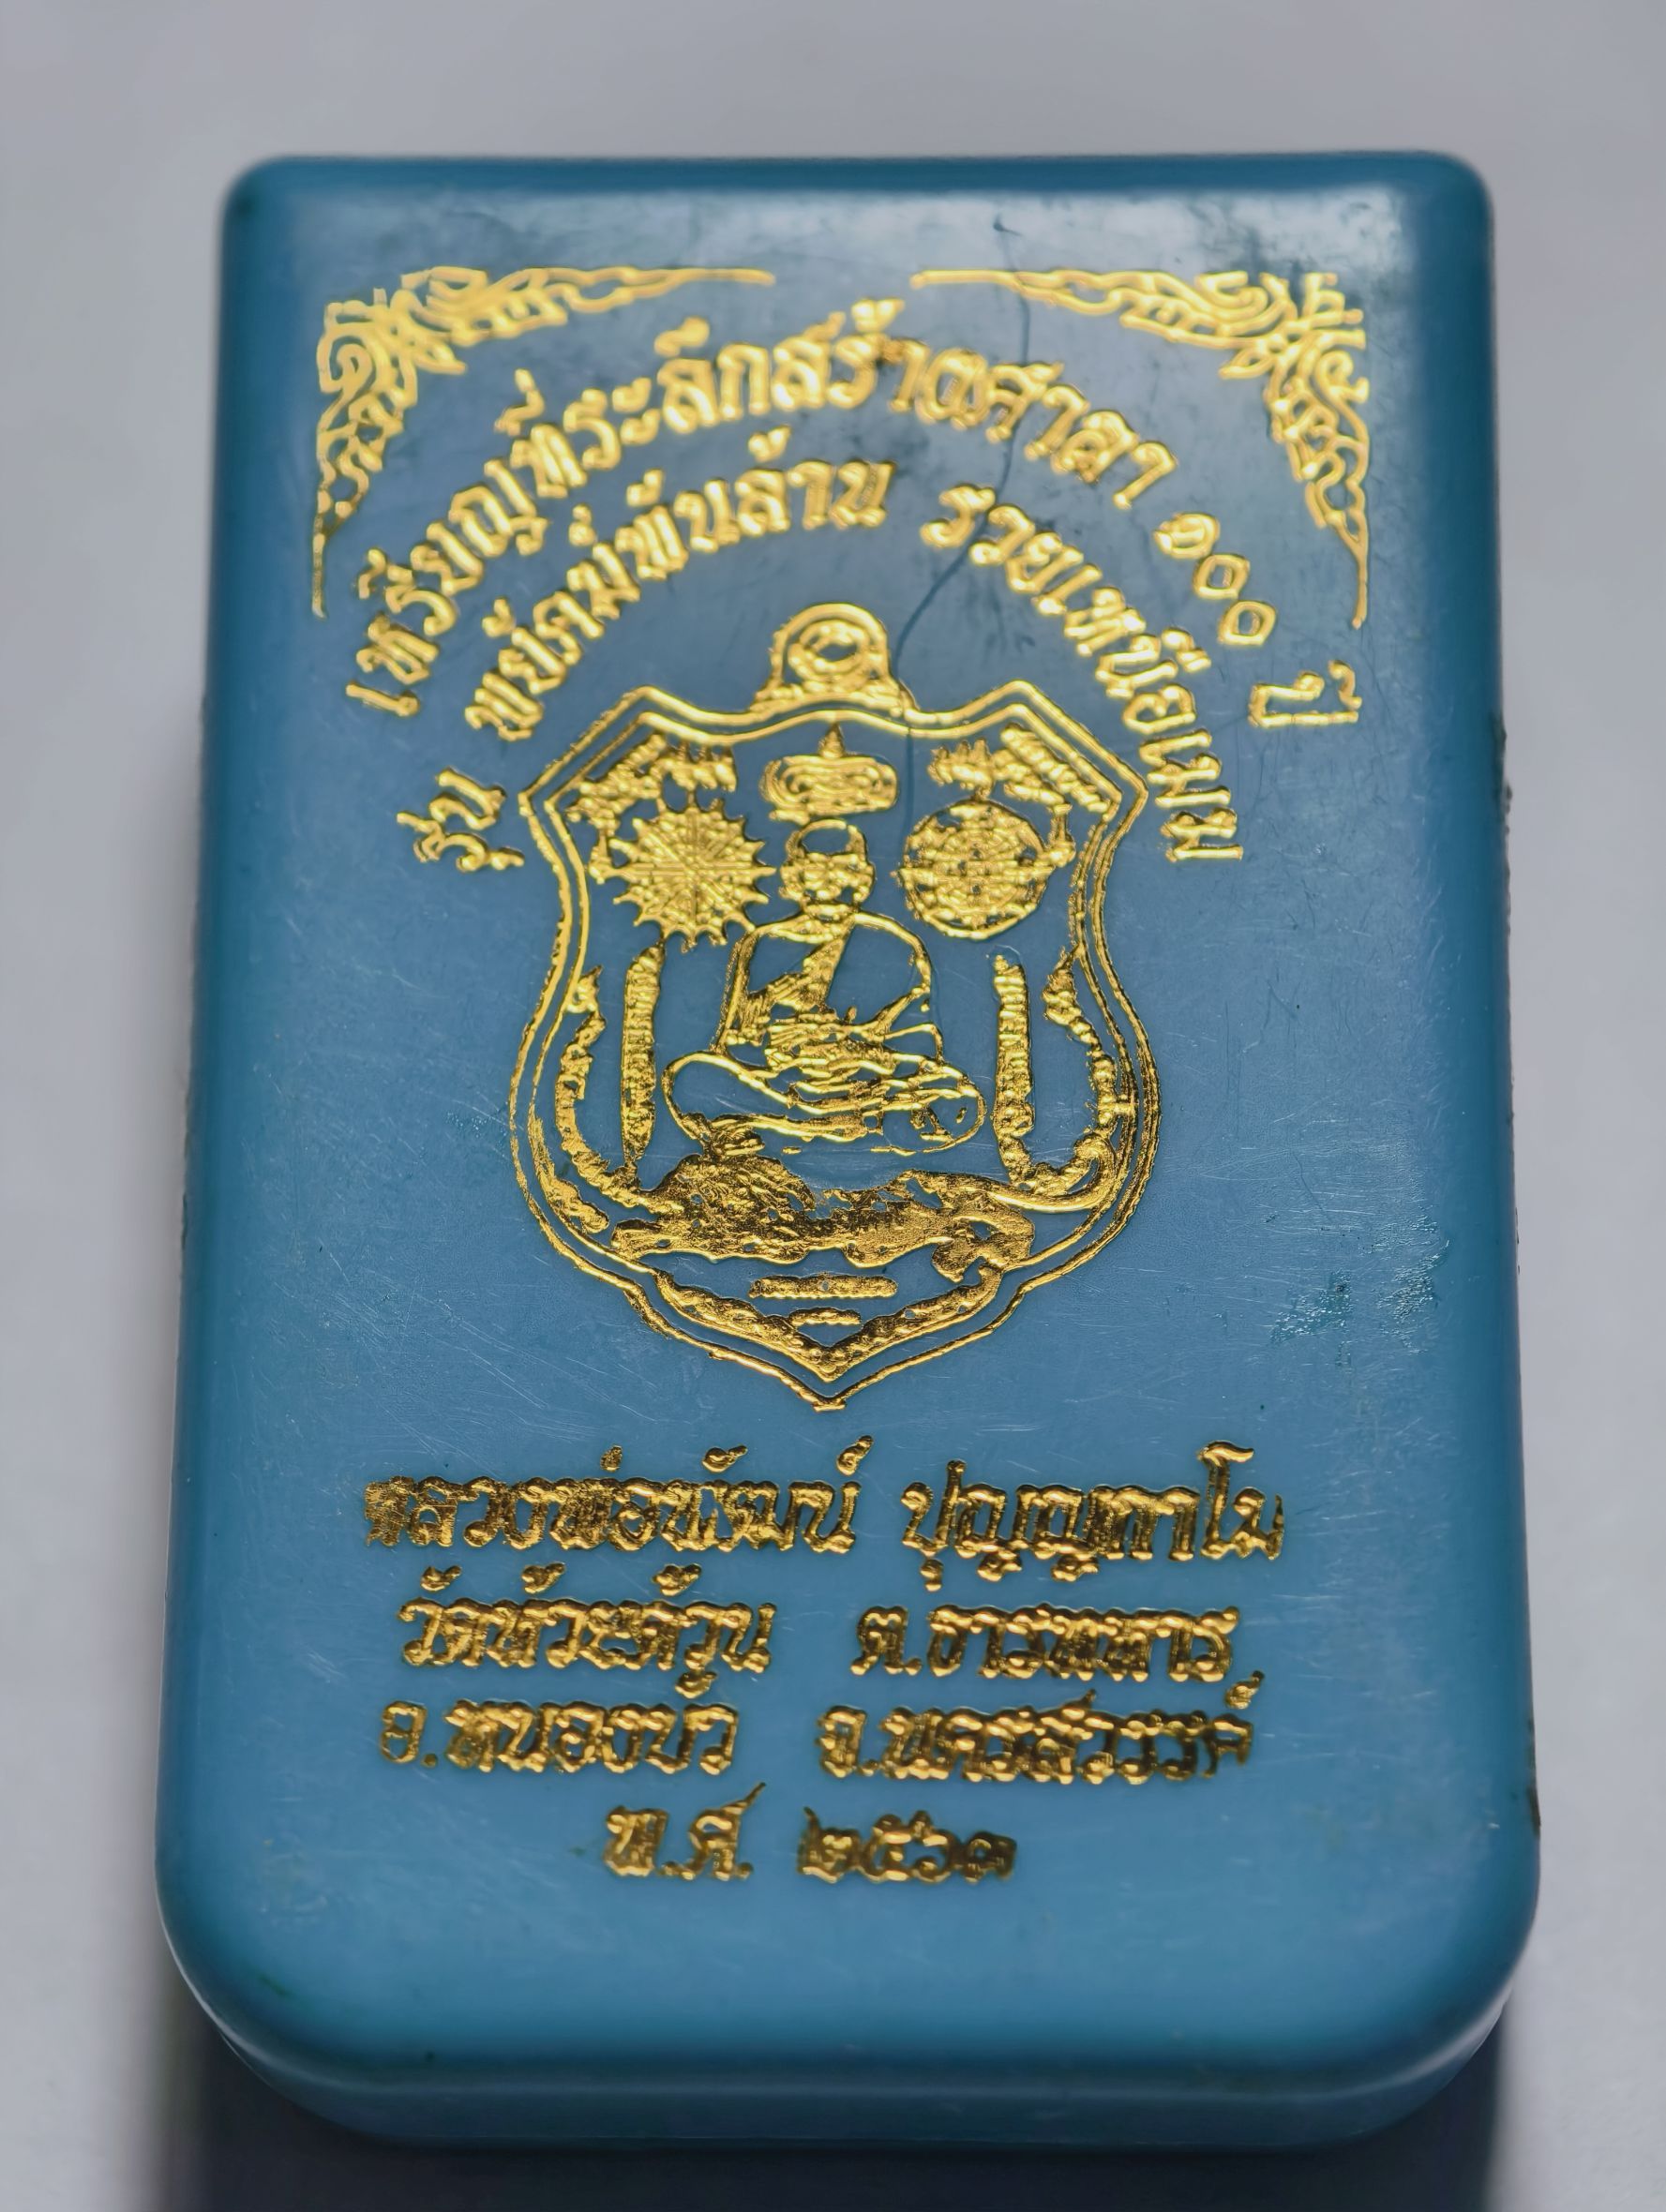 เหรียญที่ระลึกสร้างศาลา ๑๐๐ ปี
รุ่น พยัคฆ์พันล้าน รวยเหนือเมฆ
หลวงพ่อพัฒน์ ปุญฺญกาโม
วัดห้วยด้วน ต.ธารทหาร
อ.หนองบัว จ.นครสวรรค์
พ.ศ. ๒๕๖๓